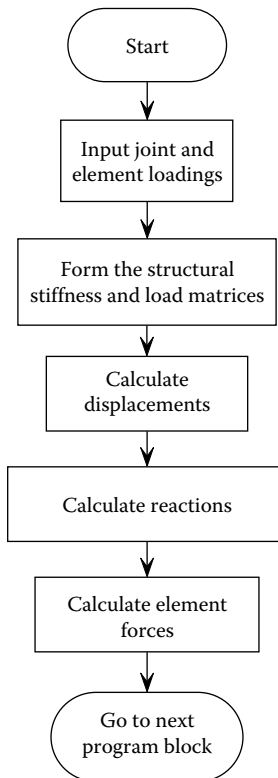 Start
Input joint and
element loadings
Form the structural
stiffness and load matrices
Calculate
displacements
Calculate reactions
Calculate element
forces
Go to next
program block